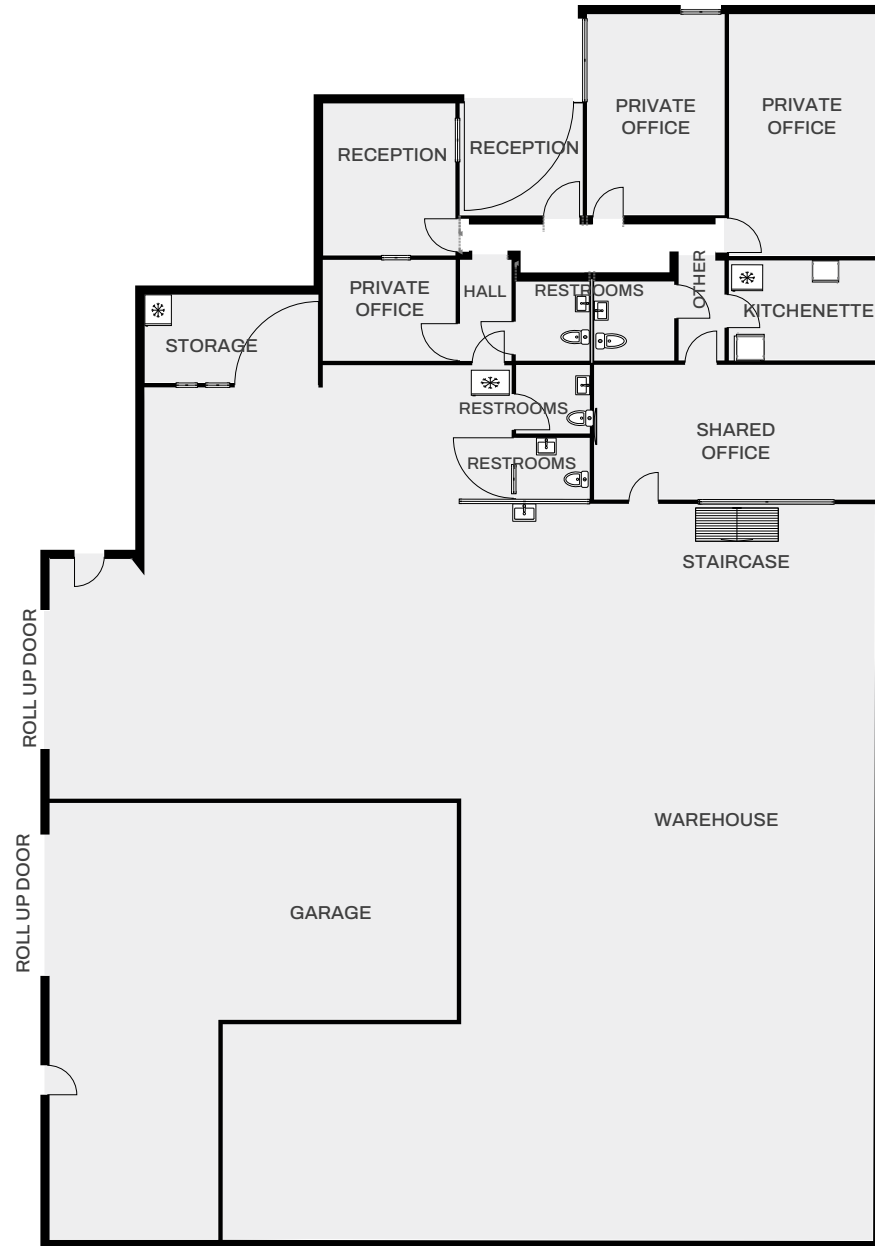 PRIVATE
OFFICE
PRIVATE
OFFICE
RECEPTION
RECEPTION
PRIVATE
OFFICE
HALL
RESTROOMS
OTHER
KITCHENETTE
STORAGE
RESTROOMS
SHARED
OFFICE
RESTROOMS
STAIRCASE
ROLL UP DOOR
WAREHOUSE
ROLL UP DOOR
GARAGE